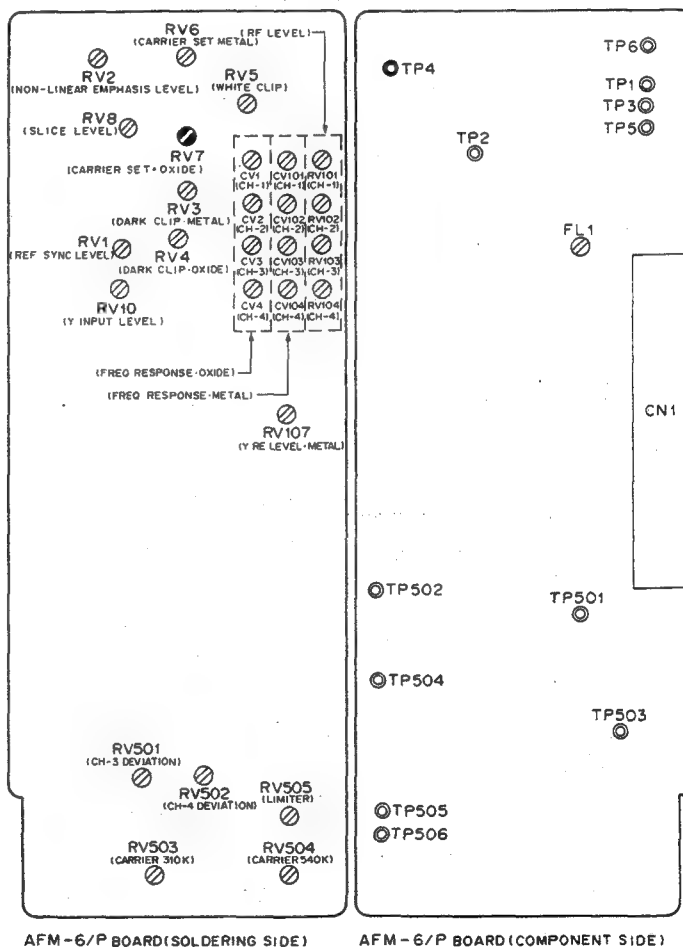 RV6
(CARRIER SET METAL)
(RF LEVEL)
RV2
(NON-LINEAR EMPHASIS LEVEL)
RV5
(WHITE CLIP)
RV8
(SLICE LEVEL)
RV7
(CARRIER SET·OXIDE)
CV1
(CH-1)
CV101
(CH-1)
RV101
(CH-1)
RV3
(DARK CLIP·METAL)
CV2
(CH-2)
CV102
(CH-2)
RV102
(CH-2)
RV1
(REF SYNC LEVEL)
RV4
(DARK CLIP·OXIDE)
CV3
(CH-3)
CV103
(CH-3)
RV103
(CH-3)
RV10
(Y INPUT LEVEL)
CV4
(CH-4)
CV104
(CH-4)
RV104
(CH-4)
(FREQ RESPONSE·OXIDE)
(FREQ RESPONSE·METAL)
RV107
(Y RE LEVEL·METAL)
RV501
(CH-3 DEVIATION)
RV502
(CH-4 DEVIATION)
RV505
(LIMITER)
RV503
(CARRIER 310K)
RV504
(CARRIER 540K)
AFM-6/P BOARD(SOLDERING SIDE)
TP6
TP4
TP1
TP3
TP5
TP2
FL1
CN1
TP502
TP501
TP504
TP503
TP505
TP506
AFM-6/P BOARD(COMPONENT SIDE)